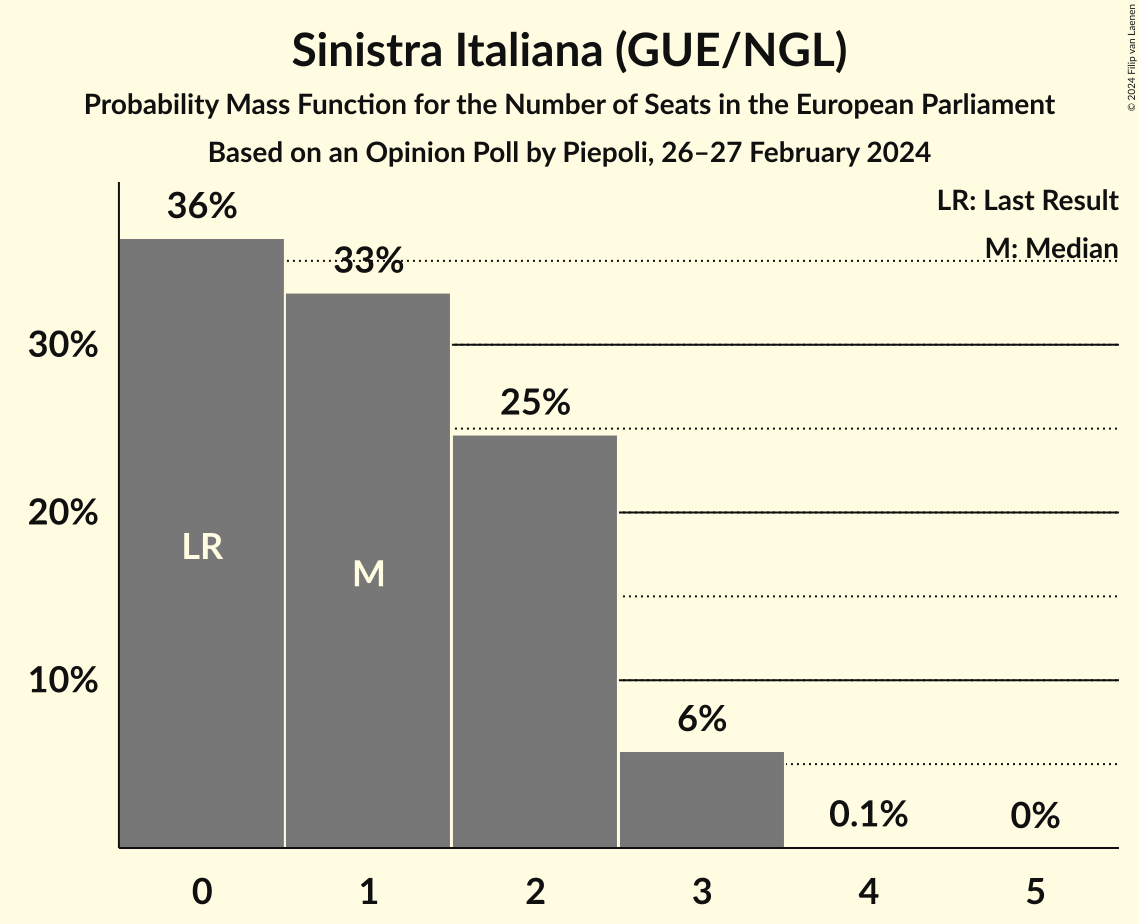 Sinistra Italiana (GUE/NGL)
Probability Mass Function for the Number of Seats in the European Parliament
Based on an Opinion Poll by Piepoli, 26–27 February 2024
© 2024 Filip van Laenen
LR: Last Result
M: Median
36%
33%
25%
6%
0.1%
0%
LR
M
30%
20%
10%
0 1 2 3 4 5